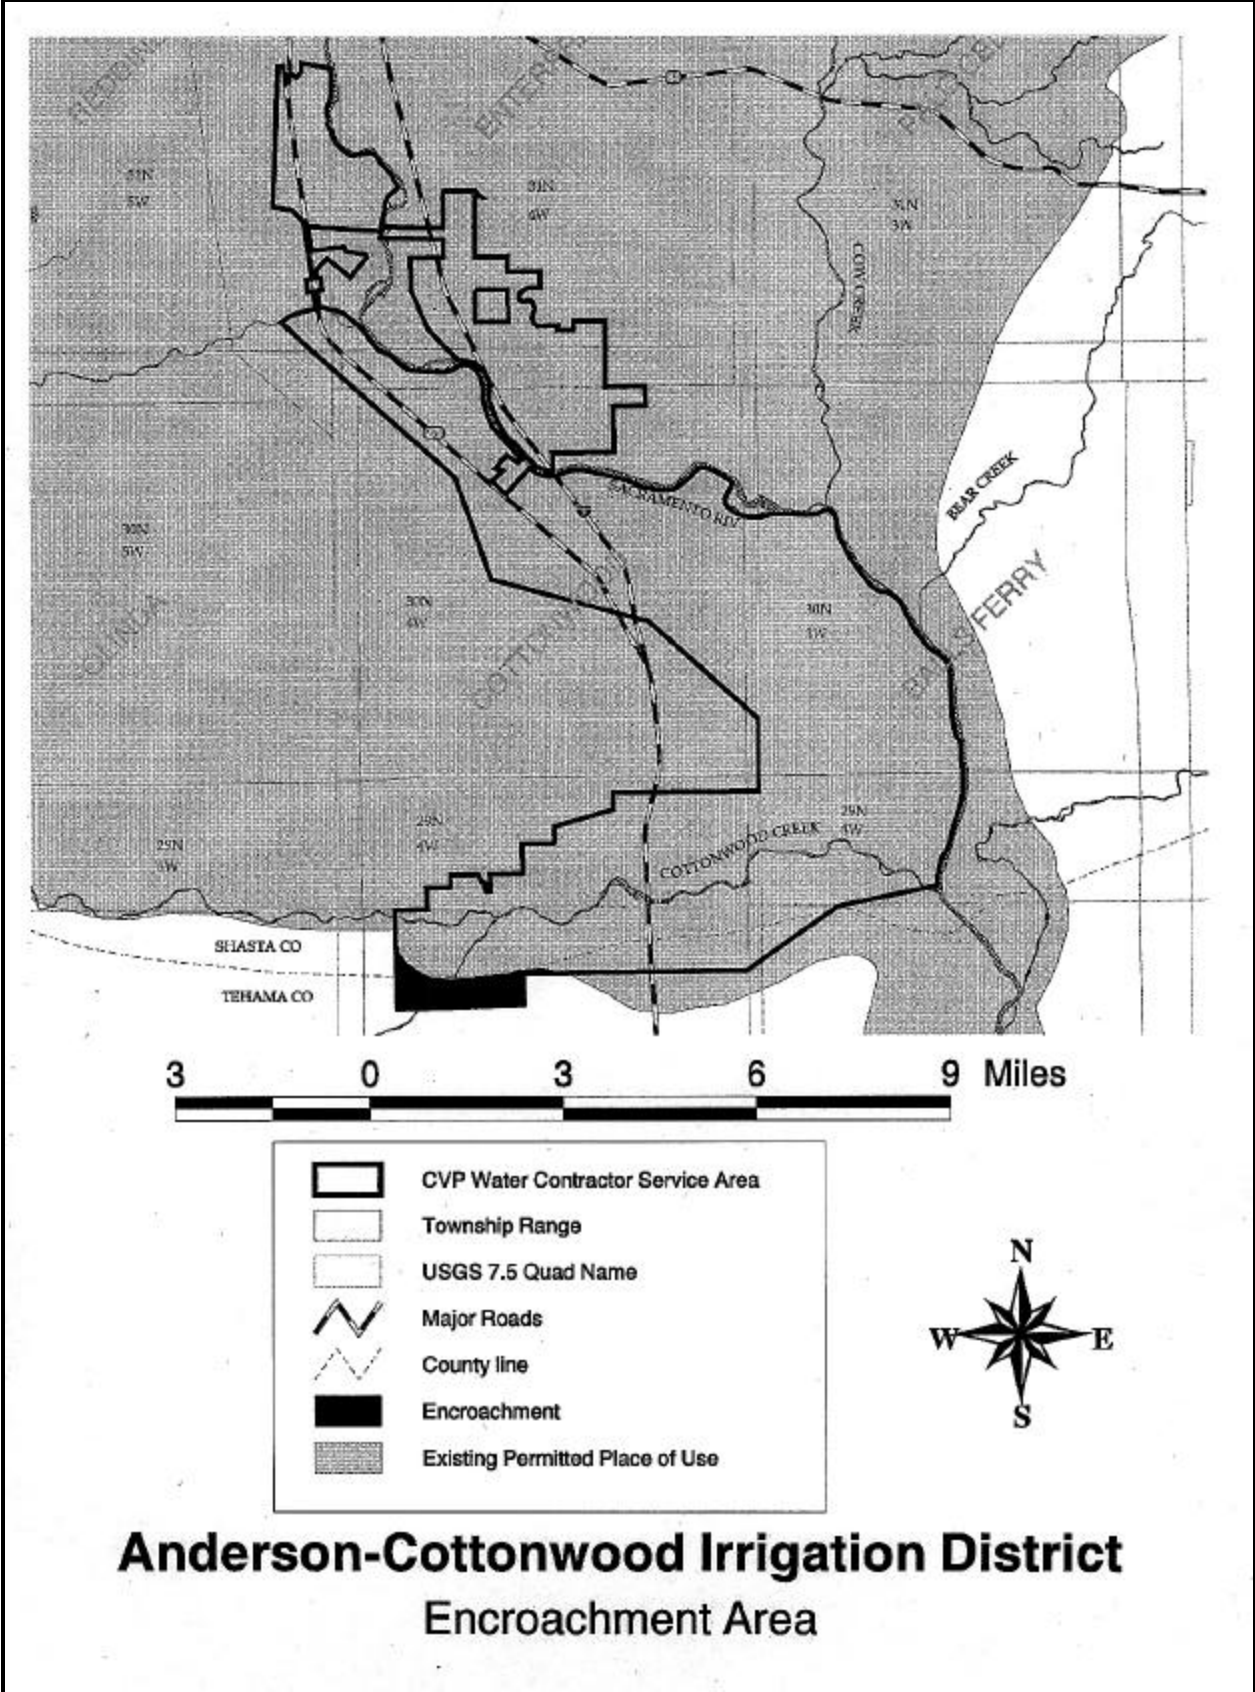 ENTERPRISE
31N
5W
31N
4W
31N
3W
COW CREEK
BEAR CREEK
SACRAMENTO RIV
30N
5W
30N
4W
30N
3W
OLINDA
COTTONWOOD
BALLS FERRY
29N
4W
29N
5W
COTTONWOOD CREEK
SHASTA CO
TEHAMA CO
3 0 3 6 9 Miles
CVP Water Contractor Service Area
Township Range
USGS 7.5 Quad Name
Major Roads
County line
Encroachment
Existing Permitted Place of Use
N
W E
S
Anderson-Cottonwood Irrigation District
Encroachment Area